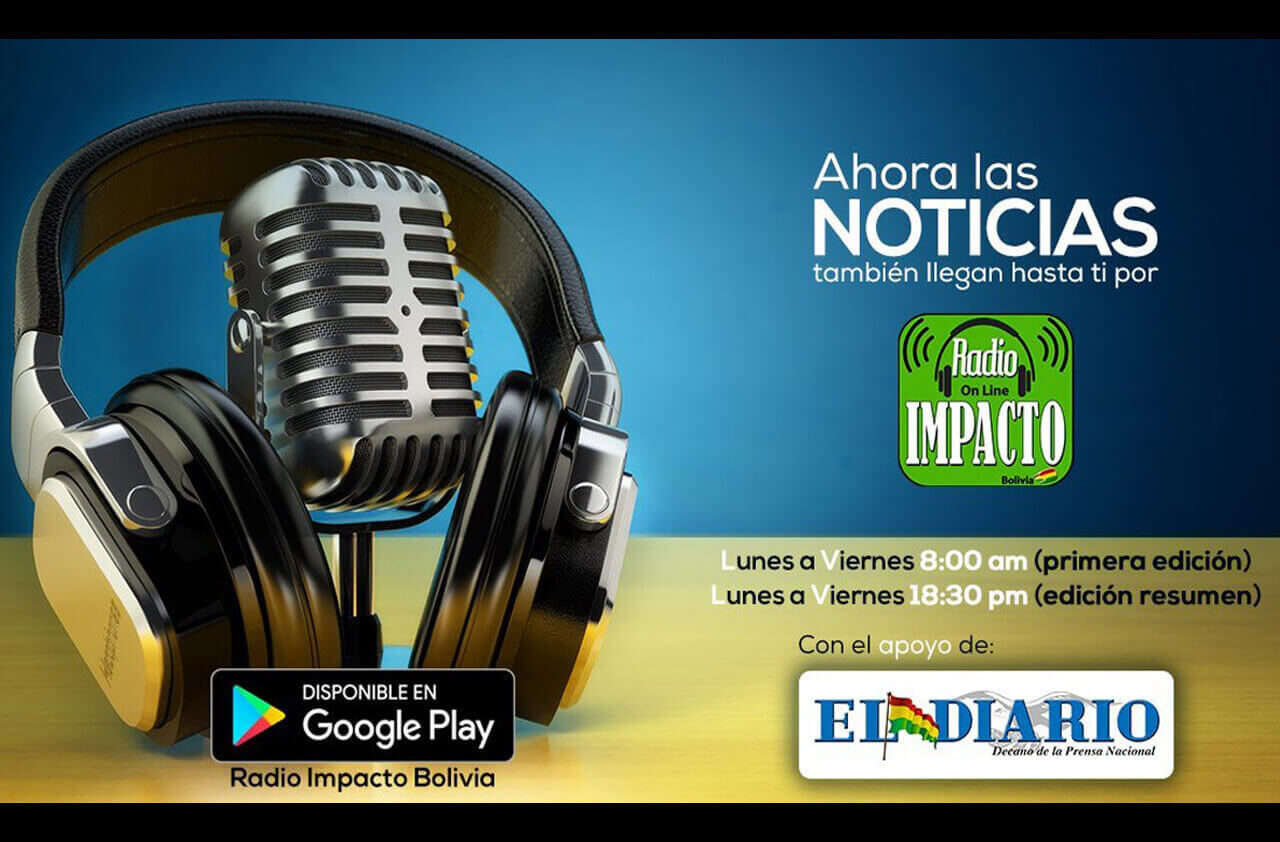 Ahora las
NOTICIAS
también llegan hasta ti por
Radio
On Line
IMPACTO
Bolivia
Lunes a Viernes 8:00 am (primera edición)
Lunes a Viernes 18:30 pm (edición resumen)
Con el apoyo de:
EL DIARIO
Decano de la Prensa Nacional
DISPONIBLE EN
Google Play
Radio Impacto Bolivia